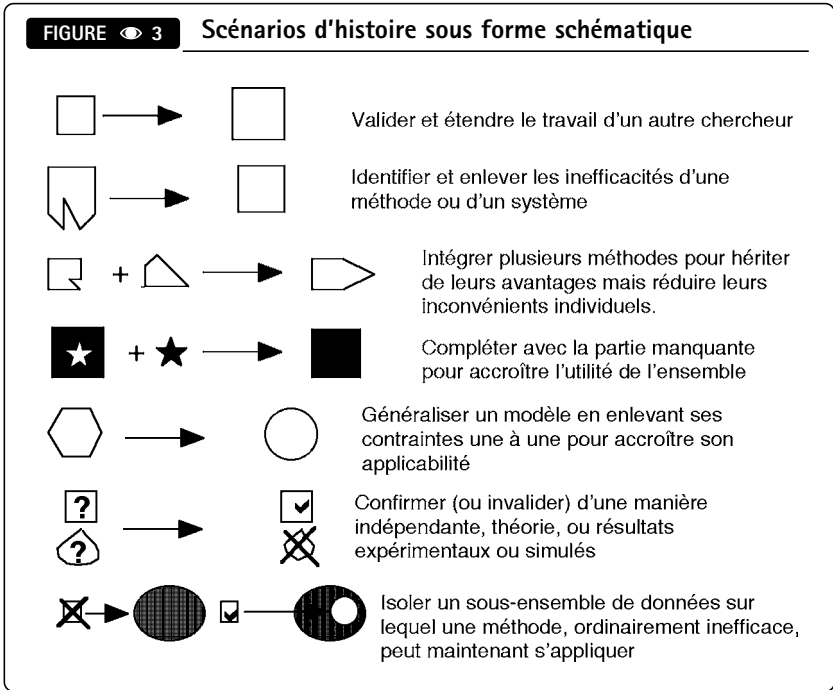 FIGURE 3 Scénarios d'histoire sous forme schématique
Valider et étendre le travail d'un autre chercheur
Identifier et enlever les inefficacités d'une
méthode ou d'un système
+
Intégrer plusieurs méthodes pour hériter
de leurs avantages mais réduire leurs
inconvénients individuels.
+
Compléter avec la partie manquante
pour accroître l'utilité de l'ensemble
Généraliser un modèle en enlevant ses
contraintes une à une pour accroître son
applicabilité
?
?
Confirmer (ou invalider) d'une manière
indépendante, théorie, ou résultats
expérimentaux ou simulés
Isoler un sous-ensemble de données sur
lequel une méthode, ordinairement inefficace,
peut maintenant s'appliquer